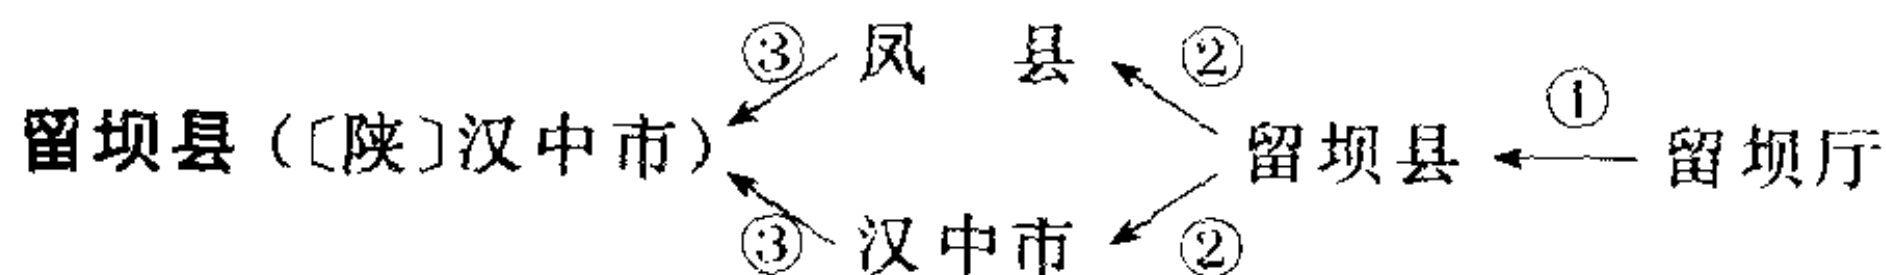 ③ 凤 县 ②
留坝县（〔陕〕汉中市） 留坝县 ① 留坝厅
③ 汉中市 ②